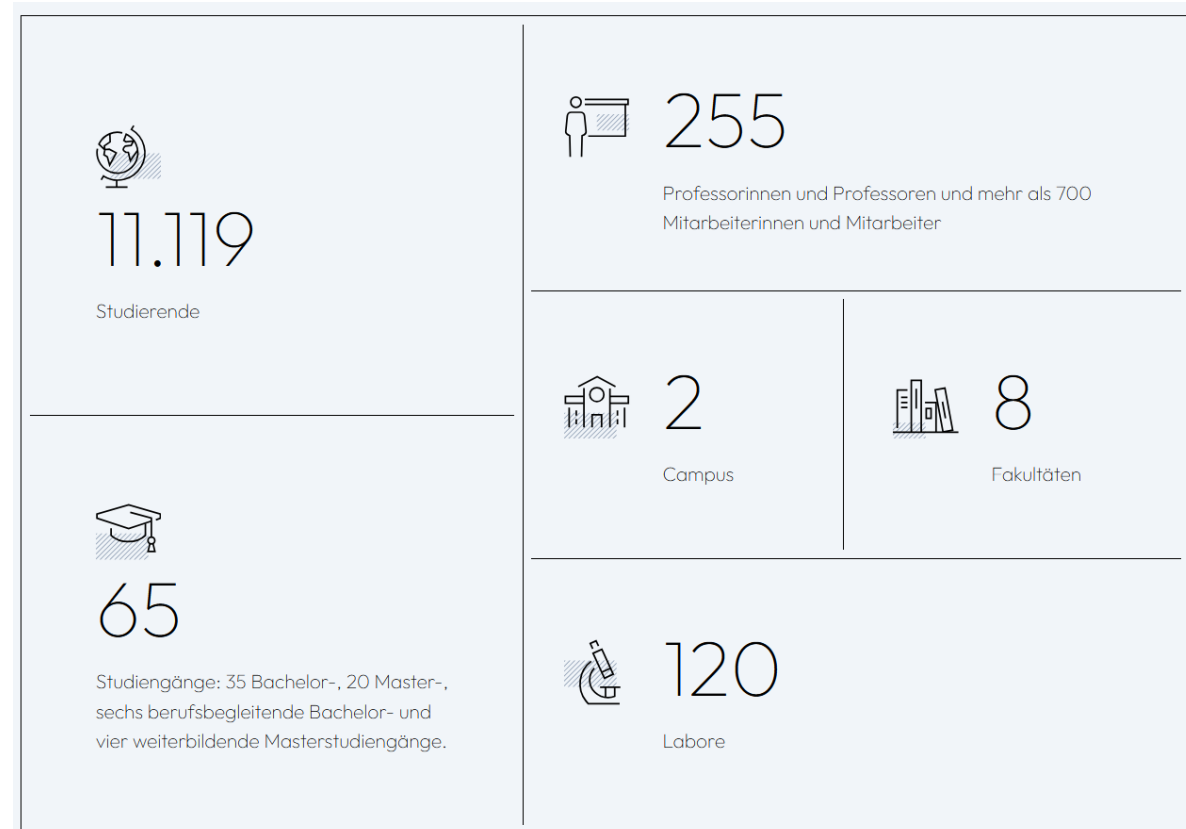 11.119
Studierende
65
Studiengänge: 35 Bachelor-, 20 Master-,
sechs berufsbegleitende Bachelor- und
vier weiterbildende Masterstudiengänge.
255
Professorinnen und Professoren und mehr als 700
Mitarbeiterinnen und Mitarbeiter
2
Campus
8
Fakultäten
120
Labore